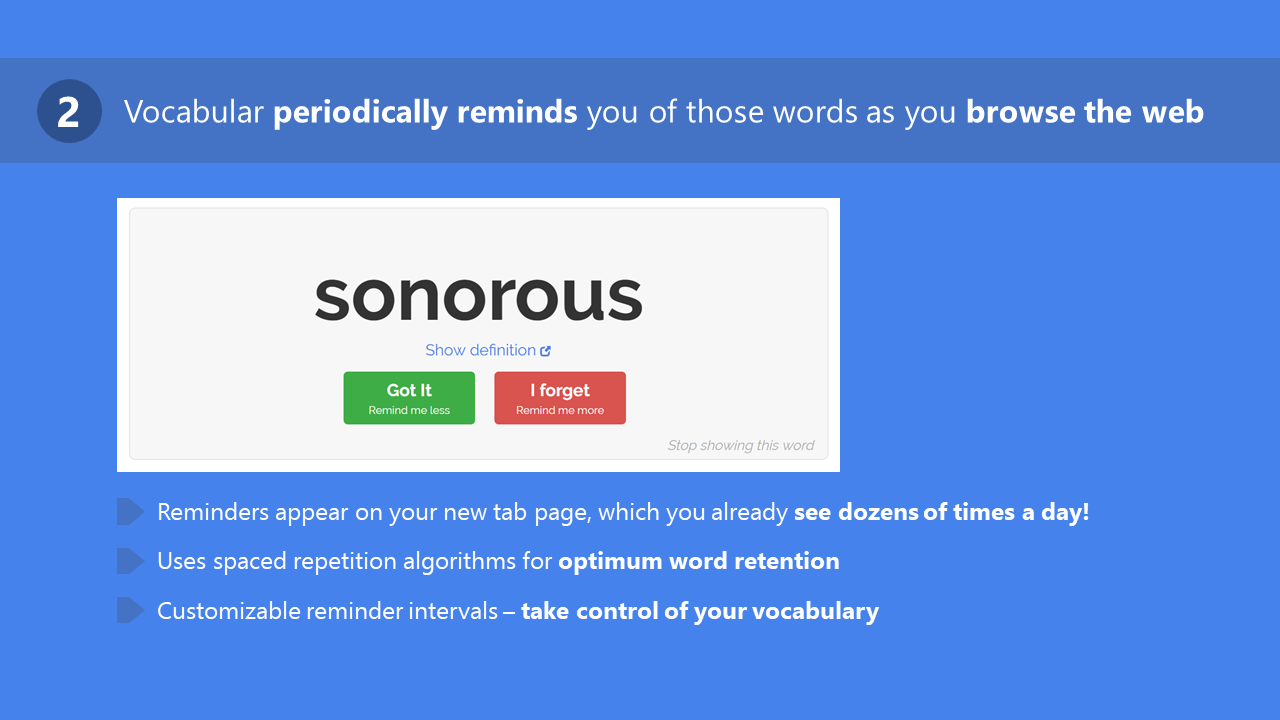 2
Vocabular periodically reminds you of those words as you browse the web
sonorous
Show definition
Got It
Remind me less
I forget
Remind me more
Stop showing this word
Reminders appear on your new tab page, which you already see dozens of times a day!
Uses spaced repetition algorithms for optimum word retention
Customizable reminder intervals – take control of your vocabulary